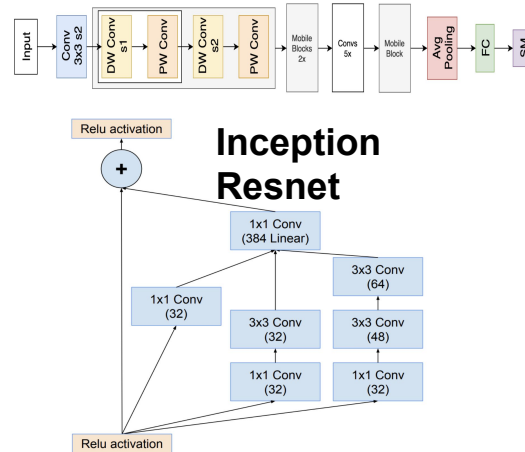 Input
Conv
3x3 s2
DW Conv
s1
PW Conv
DW Conv
s2
PW Conv
Mobile
Blocks
2x
Convs
5x
Mobile
Block
Avg
Pooling
FC
SM
Relu activation
Inception
Resnet
+
1x1 Conv
(384 Linear)
3x3 Conv
(64)
1x1 Conv
(32)
3x3 Conv
(32)
3x3 Conv
(48)
1x1 Conv
(32)
1x1 Conv
(32)
Relu activation